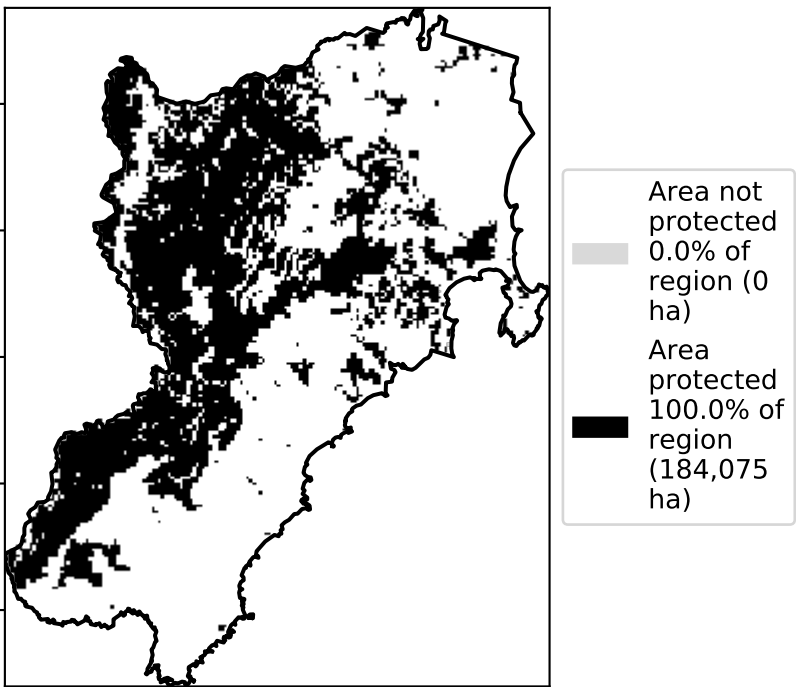 Area not
protected
0.0% of
region (0
ha)
Area
protected
100.0% of
region
(184,075
ha)